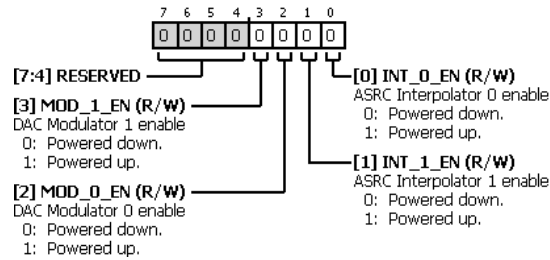 7 6 5 4 3 2 1 0
0 0 0 0 0 0 0 0
[7:4] RESERVED
[3] MOD_1_EN (R/W)
DAC Modulator 1 enable
0: Powered down.
1: Powered up.
[2] MOD_0_EN (R/W)
DAC Modulator 0 enable
0: Powered down.
1: Powered up.
[0] INT_0_EN (R/W)
ASRC Interpolator 0 enable
0: Powered down.
1: Powered up.
[1] INT_1_EN (R/W)
ASRC Interpolator 1 enable
0: Powered down.
1: Powered up.